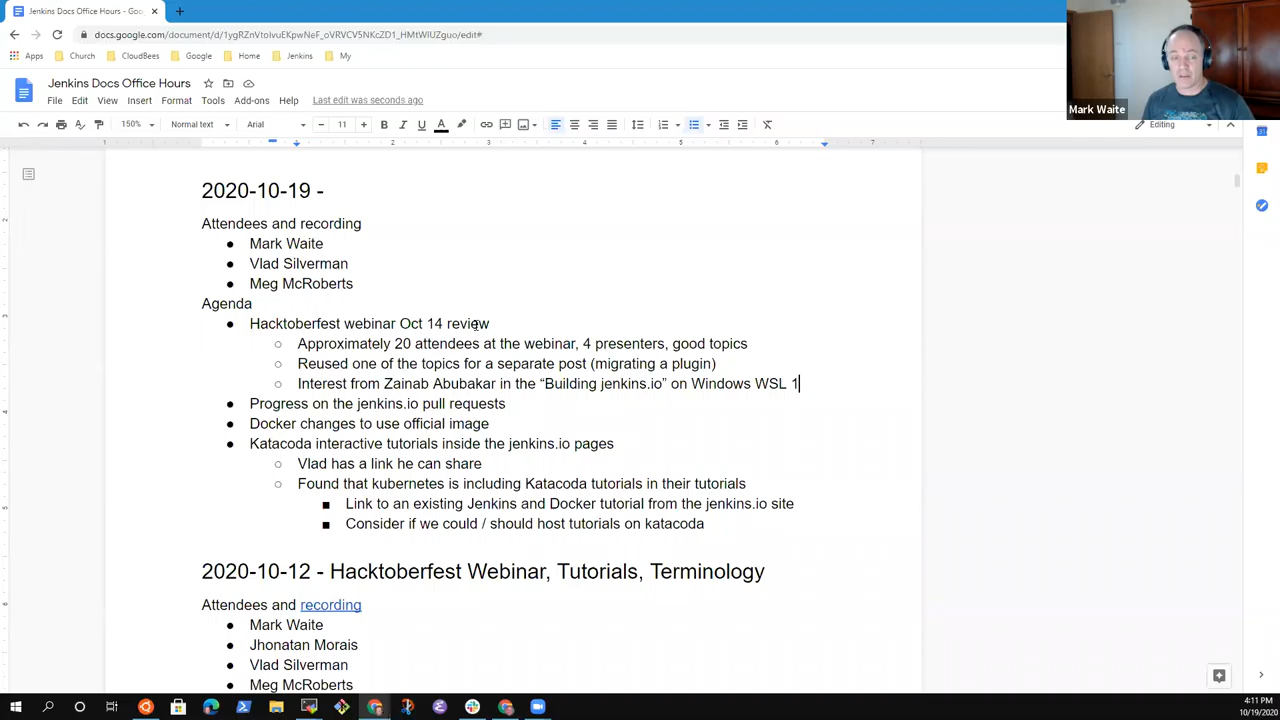 Jenkins Docs Office Hours - Goo
docs.google.com/document/d/1ygRZnVtoIvuEKpwNeF_oVRVCV5NKcZD1_HMtWIUZguo/edit#
Apps Church CloudBees Google Home Jenkins My
Jenkins Docs Office Hours
File Edit View Insert Format Tools Add-ons Help Last edit was seconds ago
150% Normal text Arial 11 Editing
Mark Waite
1 2 3 4 5 6 7
2020-10-19 -
Attendees and recording
● Mark Waite
● Vlad Silverman
● Meg McRoberts
Agenda
● Hacktoberfest webinar Oct 14 review
○ Approximately 20 attendees at the webinar, 4 presenters, good topics
○ Reused one of the topics for a separate post (migrating a plugin)
○ Interest from Zainab Abubakar in the “Building jenkins.io” on Windows WSL 1
● Progress on the jenkins.io pull requests
● Docker changes to use official image
● Katacoda interactive tutorials inside the jenkins.io pages
○ Vlad has a link he can share
○ Found that kubernetes is including Katacoda tutorials in their tutorials
■ Link to an existing Jenkins and Docker tutorial from the jenkins.io site
■ Consider if we could / should host tutorials on katacoda
2020-10-12 - Hacktoberfest Webinar, Tutorials, Terminology
Attendees and recording
● Mark Waite
● Jhonatan Morais
● Vlad Silverman
● Meg McRoberts
4:11 PM
10/19/2020